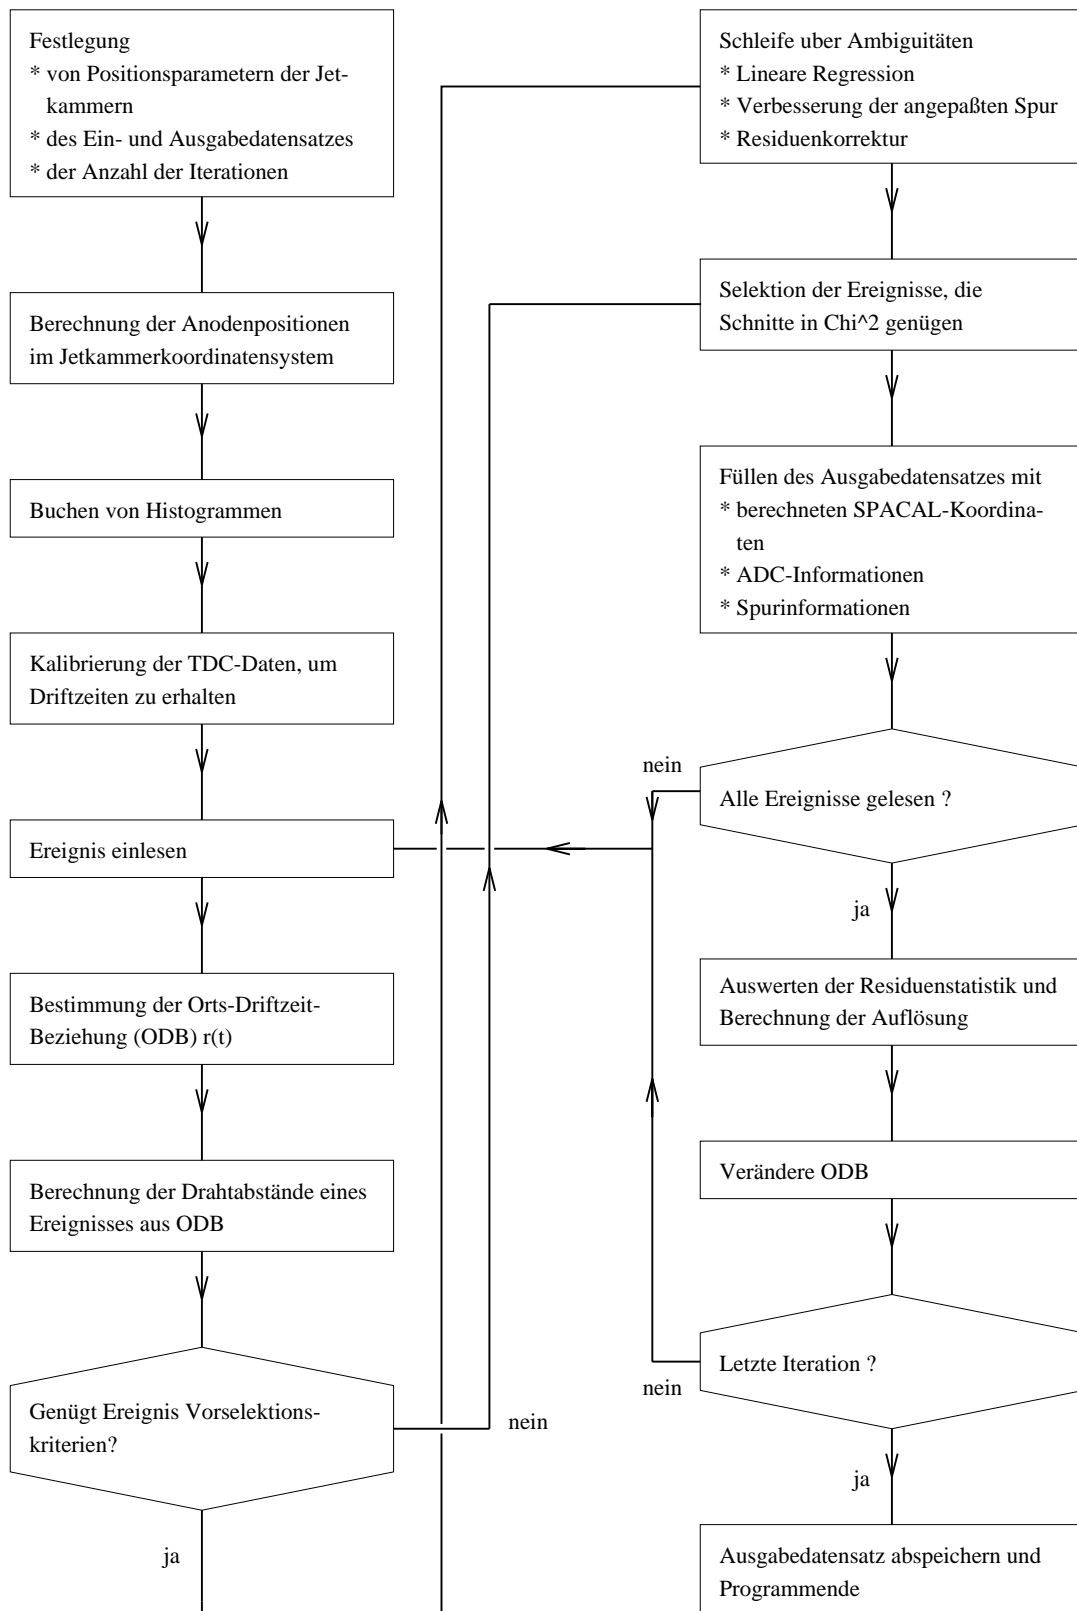 Festlegung
* von Positionsparametern der Jet-
kammern
* des Ein- und Ausgabedatensatzes
* der Anzahl der Iterationen
Berechnung der Anodenpositionen
im Jetkammerkoordinatensystem
Buchen von Histogrammen
Kalibrierung der TDC-Daten, um
Driftzeiten zu erhalten
Ereignis einlesen
Bestimmung der Orts-Driftzeit-
Beziehung (ODB) r(t)
Berechnung der Drahtabstände eines
Ereignisses aus ODB
Genügt Ereignis Vorselektions-
kriterien?
nein
ja
Schleife uber Ambiguitäten
* Lineare Regression
* Verbesserung der angepaßten Spur
* Residuenkorrektur
Selektion der Ereignisse, die
Schnitte in Chi^2 genügen
Füllen des Ausgabedatensatzes mit
* berechneten SPACAL-Koordina-
ten
* ADC-Informationen
* Spurinformationen
nein
Alle Ereignisse gelesen ?
ja
Auswerten der Residuenstatistik und
Berechnung der Auflösung
Verändere ODB
Letzte Iteration ?
nein
ja
Ausgabedatensatz abspeichern und
Programmende